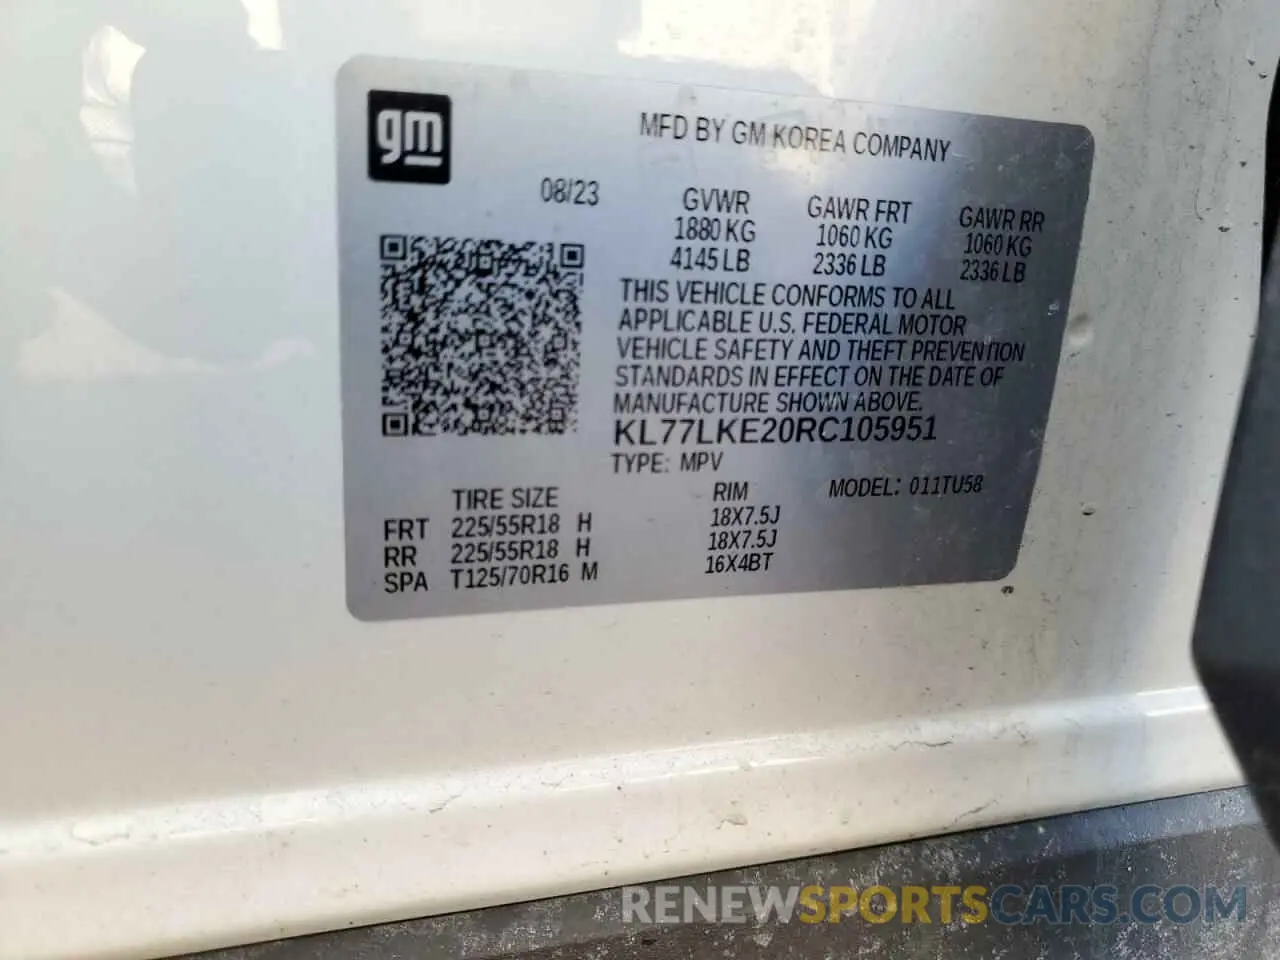 gm
MFD BY GM KOREA COMPANY
08/23 GVWR GAWR FRT GAWR RR
1880 KG 1060 KG 1060 KG
4145 LB 2336 LB 2336 LB
THIS VEHICLE CONFORMS TO ALL
APPLICABLE U.S. FEDERAL MOTOR
VEHICLE SAFETY AND THEFT PREVENTION
STANDARDS IN EFFECT ON THE DATE OF
MANUFACTURE SHOWN ABOVE.
KL77LKE20RC105951
TYPE: MPV
TIRE SIZE RIM MODEL: 011TU58
FRT 225/55R18 H 18X7.5J
RR 225/55R18 H 18X7.5J
SPA T125/70R16 M 16X4BT
RENEWSPORTSCARS.COM